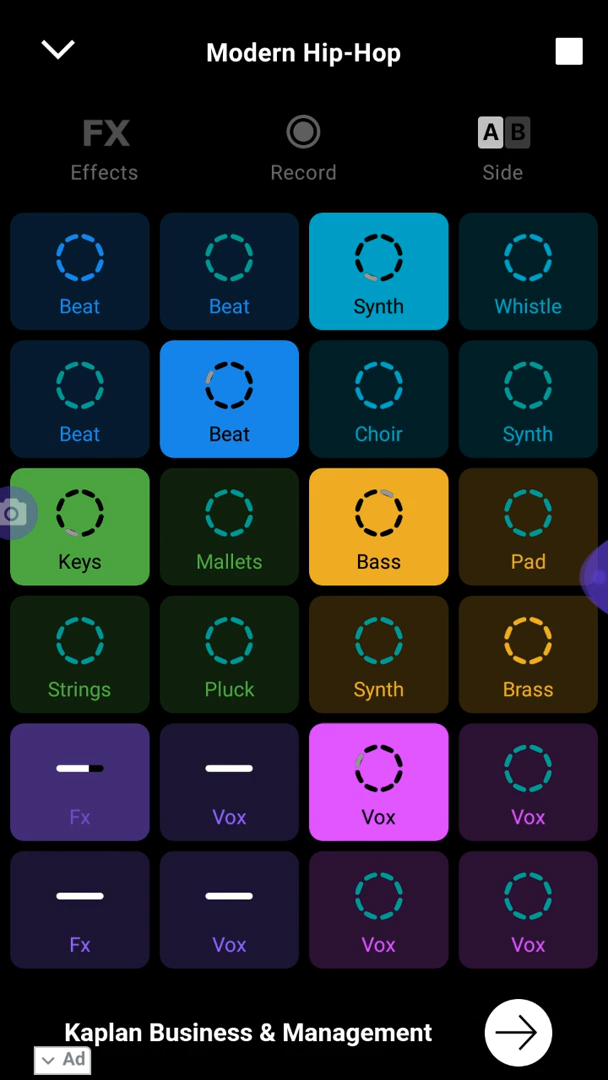 Modern Hip-Hop
FX
A B
Effects
Record
Side
Beat
Beat
Synth
Whistle
Beat
Beat
Choir
Synth
Keys
Mallets
Bass
Pad
Strings
Pluck
Synth
Brass
Fx
Vox
Vox
Vox
Fx
Vox
Vox
Vox
Kaplan Business & Management
Ad